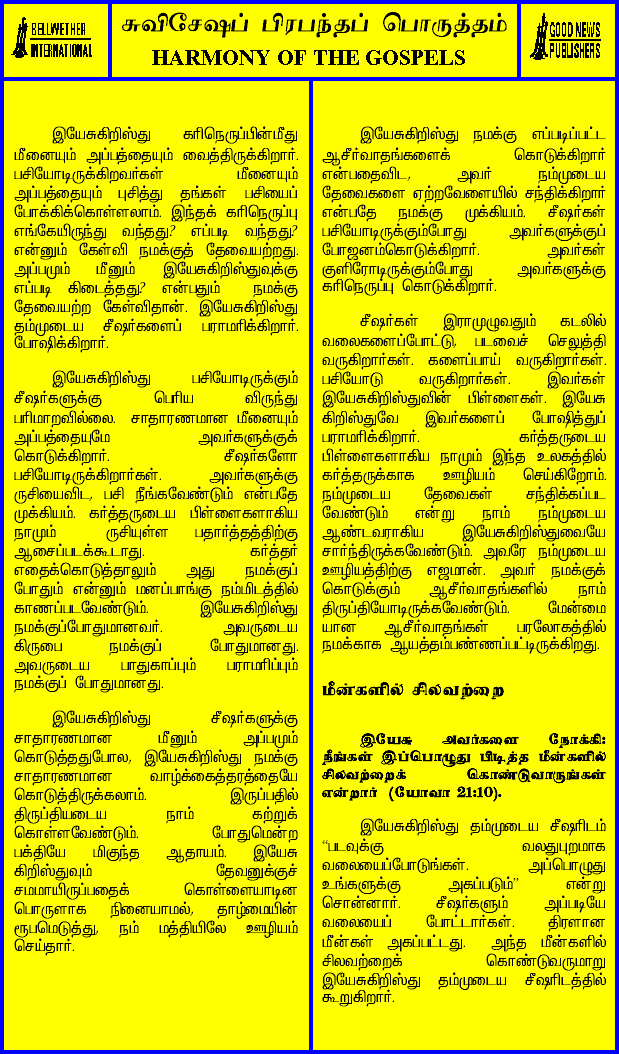 BELLWETHER
INTERNATIONAL
சுவிசேஷப் பிரபந்தப் பொருத்தம்
HARMONY OF THE GOSPELS
GOOD NEWS
PUBLISHERS
இயேசுகிறிஸ்து கரிநெருப்பின்மீது
மீனையும் அப்பத்தையும் வைத்திருக்கிறார்.
பசியோடிருக்கிறவர்கள் மீனையும்
அப்பத்தையும் புசித்து தங்கள் பசியைப்
போக்கிக்கொள்ளலாம். இந்தக் கரிநெருப்பு
எங்கேயிருந்து வந்தது? எப்படி வந்தது?
என்னும் கேள்வி நமக்குத் தேவையற்றது.
அப்பமும் மீனும் இயேசுகிறிஸ்துவுக்கு
எப்படி கிடைத்தது? என்பதும் நமக்கு
தேவையற்ற கேள்விதான். இயேசுகிறிஸ்து
தம்முடைய சீஷர்களைப் பராமரிக்கிறார்.
போஷிக்கிறார்.
இயேசுகிறிஸ்து பசியோடிருக்கும்
சீஷர்களுக்கு பெரிய விருந்து
பரிமாறவில்லை. சாதாரணமான மீனையும்
அப்பத்தையுமே அவர்களுக்குக்
கொடுக்கிறார். சீஷர்களோ
பசியோடிருக்கிறார்கள். அவர்களுக்கு
ருசியைவிட, பசி நீங்கவேண்டும் என்பதே
முக்கியம். கர்த்தருடைய பிள்ளைகளாகிய
நாமும் ருசியுள்ள பதார்த்தத்திற்கு
ஆசைப்படக்கூடாது. கர்த்தர்
எதைக்கொடுத்தாலும் அது நமக்குப்
போதும் என்னும் மனப்பாங்கு நம்மிடத்தில்
காணப்படவேண்டும். இயேசுகிறிஸ்து
நமக்குப்போதுமானவர். அவருடைய
கிருபை நமக்குப் போதுமானது.
அவருடைய பாதுகாப்பும் பராமரிப்பும்
நமக்குப் போதுமானது.
இயேசுகிறிஸ்து சீஷர்களுக்கு
சாதாரணமான மீனும் அப்பமும்
கொடுத்ததுபோல, இயேசுகிறிஸ்து நமக்கு
சாதாரணமான வாழ்க்கைத்தரத்தையே
கொடுத்திருக்கலாம். இருப்பதில்
திருப்தியடைய நாம் கற்றுக்
கொள்ளவேண்டும். போதுமென்ற
பக்தியே மிகுந்த ஆதாயம். இயேசு
கிறிஸ்துவும் தேவனுக்குச்
சமமாயிருப்பதைக் கொள்ளையாடின
பொருளாக நினையாமல், தாழ்மையின்
ரூபமெடுத்து, நம் மத்தியிலே ஊழியம்
செய்தார்.
இயேசுகிறிஸ்து நமக்கு எப்படிப்பட்ட
ஆசீர்வாதங்களைக் கொடுக்கிறார்
என்பதைவிட, அவர் நம்முடைய
தேவைகளை ஏற்றவேளையில் சந்திக்கிறார்
என்பதே நமக்கு முக்கியம். சீஷர்கள்
பசியோடிருக்கும்போது அவர்களுக்குப்
போஜனம்கொடுக்கிறார். அவர்கள்
குளிரோடிருக்கும்போது அவர்களுக்கு
கரிநெருப்பு கொடுக்கிறார்.
சீஷர்கள் இராமுழுவதும் கடலில்
வலைகளைப்போட்டு, படவைச் செலுத்தி
வருகிறார்கள். களைப்பாய் வருகிறார்கள்.
பசியோடு வருகிறார்கள். இவர்கள்
இயேசுகிறிஸ்துவின் பிள்ளைகள். இயேசு
கிறிஸ்துவே இவர்களைப் போஷித்துப்
பராமரிக்கிறார். கர்த்தருடைய
பிள்ளைகளாகிய நாமும் இந்த உலகத்தில்
கர்த்தருக்காக ஊழியம் செய்கிறோம்.
நம்முடைய தேவைகள் சந்திக்கப்பட
வேண்டும் என்று நாம் நம்முடைய
ஆண்டவராகிய இயேசுகிறிஸ்துவையே
சார்ந்திருக்கவேண்டும். அவரே நம்முடைய
ஊழியத்திற்கு எஜமான். அவர் நமக்குக்
கொடுக்கும் ஆசீர்வாதங்களில் நாம்
திருப்தியோடிருக்கவேண்டும். மேன்மை
யான ஆசீர்வாதங்கள் பரலோகத்தில்
நமக்காக ஆயத்தம்பண்ணப்பட்டிருக்கிறது.
மீன்களில் சிலவற்றை
இயேசு அவர்களை நோக்கி:
நீங்கள் இப்பொழுது பிடித்த மீன்களில்
சிலவற்றைக் கொண்டுவாருங்கள்
என்றார் (யோவா 21:10).
இயேசுகிறிஸ்து தம்முடைய சீஷரிடம்
“படவுக்கு வலதுபுறமாக
வலையைப்போடுங்கள். அப்பொழுது
உங்களுக்கு அகப்படும்” என்று
சொன்னார். சீஷர்களும் அப்படியே
வலையைப் போட்டார்கள். திரளான
மீன்கள் அகப்பட்டது. அந்த மீன்களில்
சிலவற்றைக் கொண்டுவருமாறு
இயேசுகிறிஸ்து தம்முடைய சீஷரிடத்தில்
கூறுகிறார்.